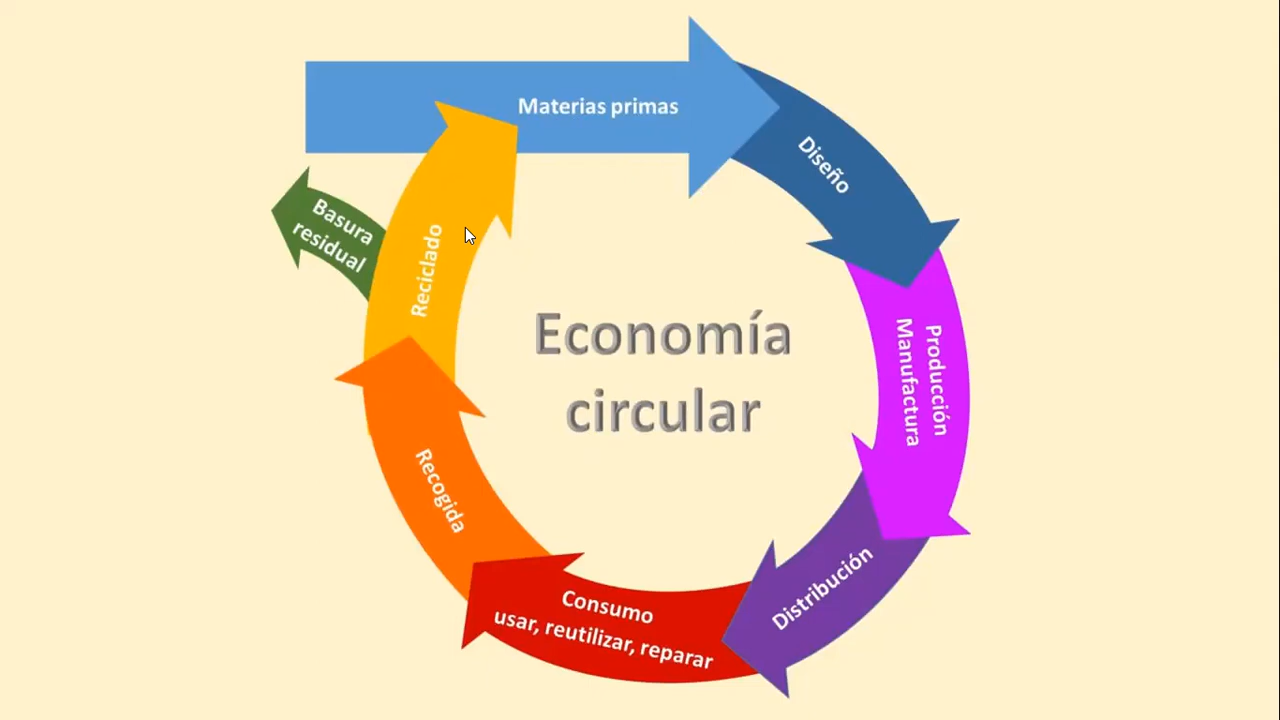 Materias primas
Diseño
Producción
Manufactura
Distribución
Consumo
usar, reutilizar, reparar
Recogida
Reciclado
Basura
residual
Economía
circular